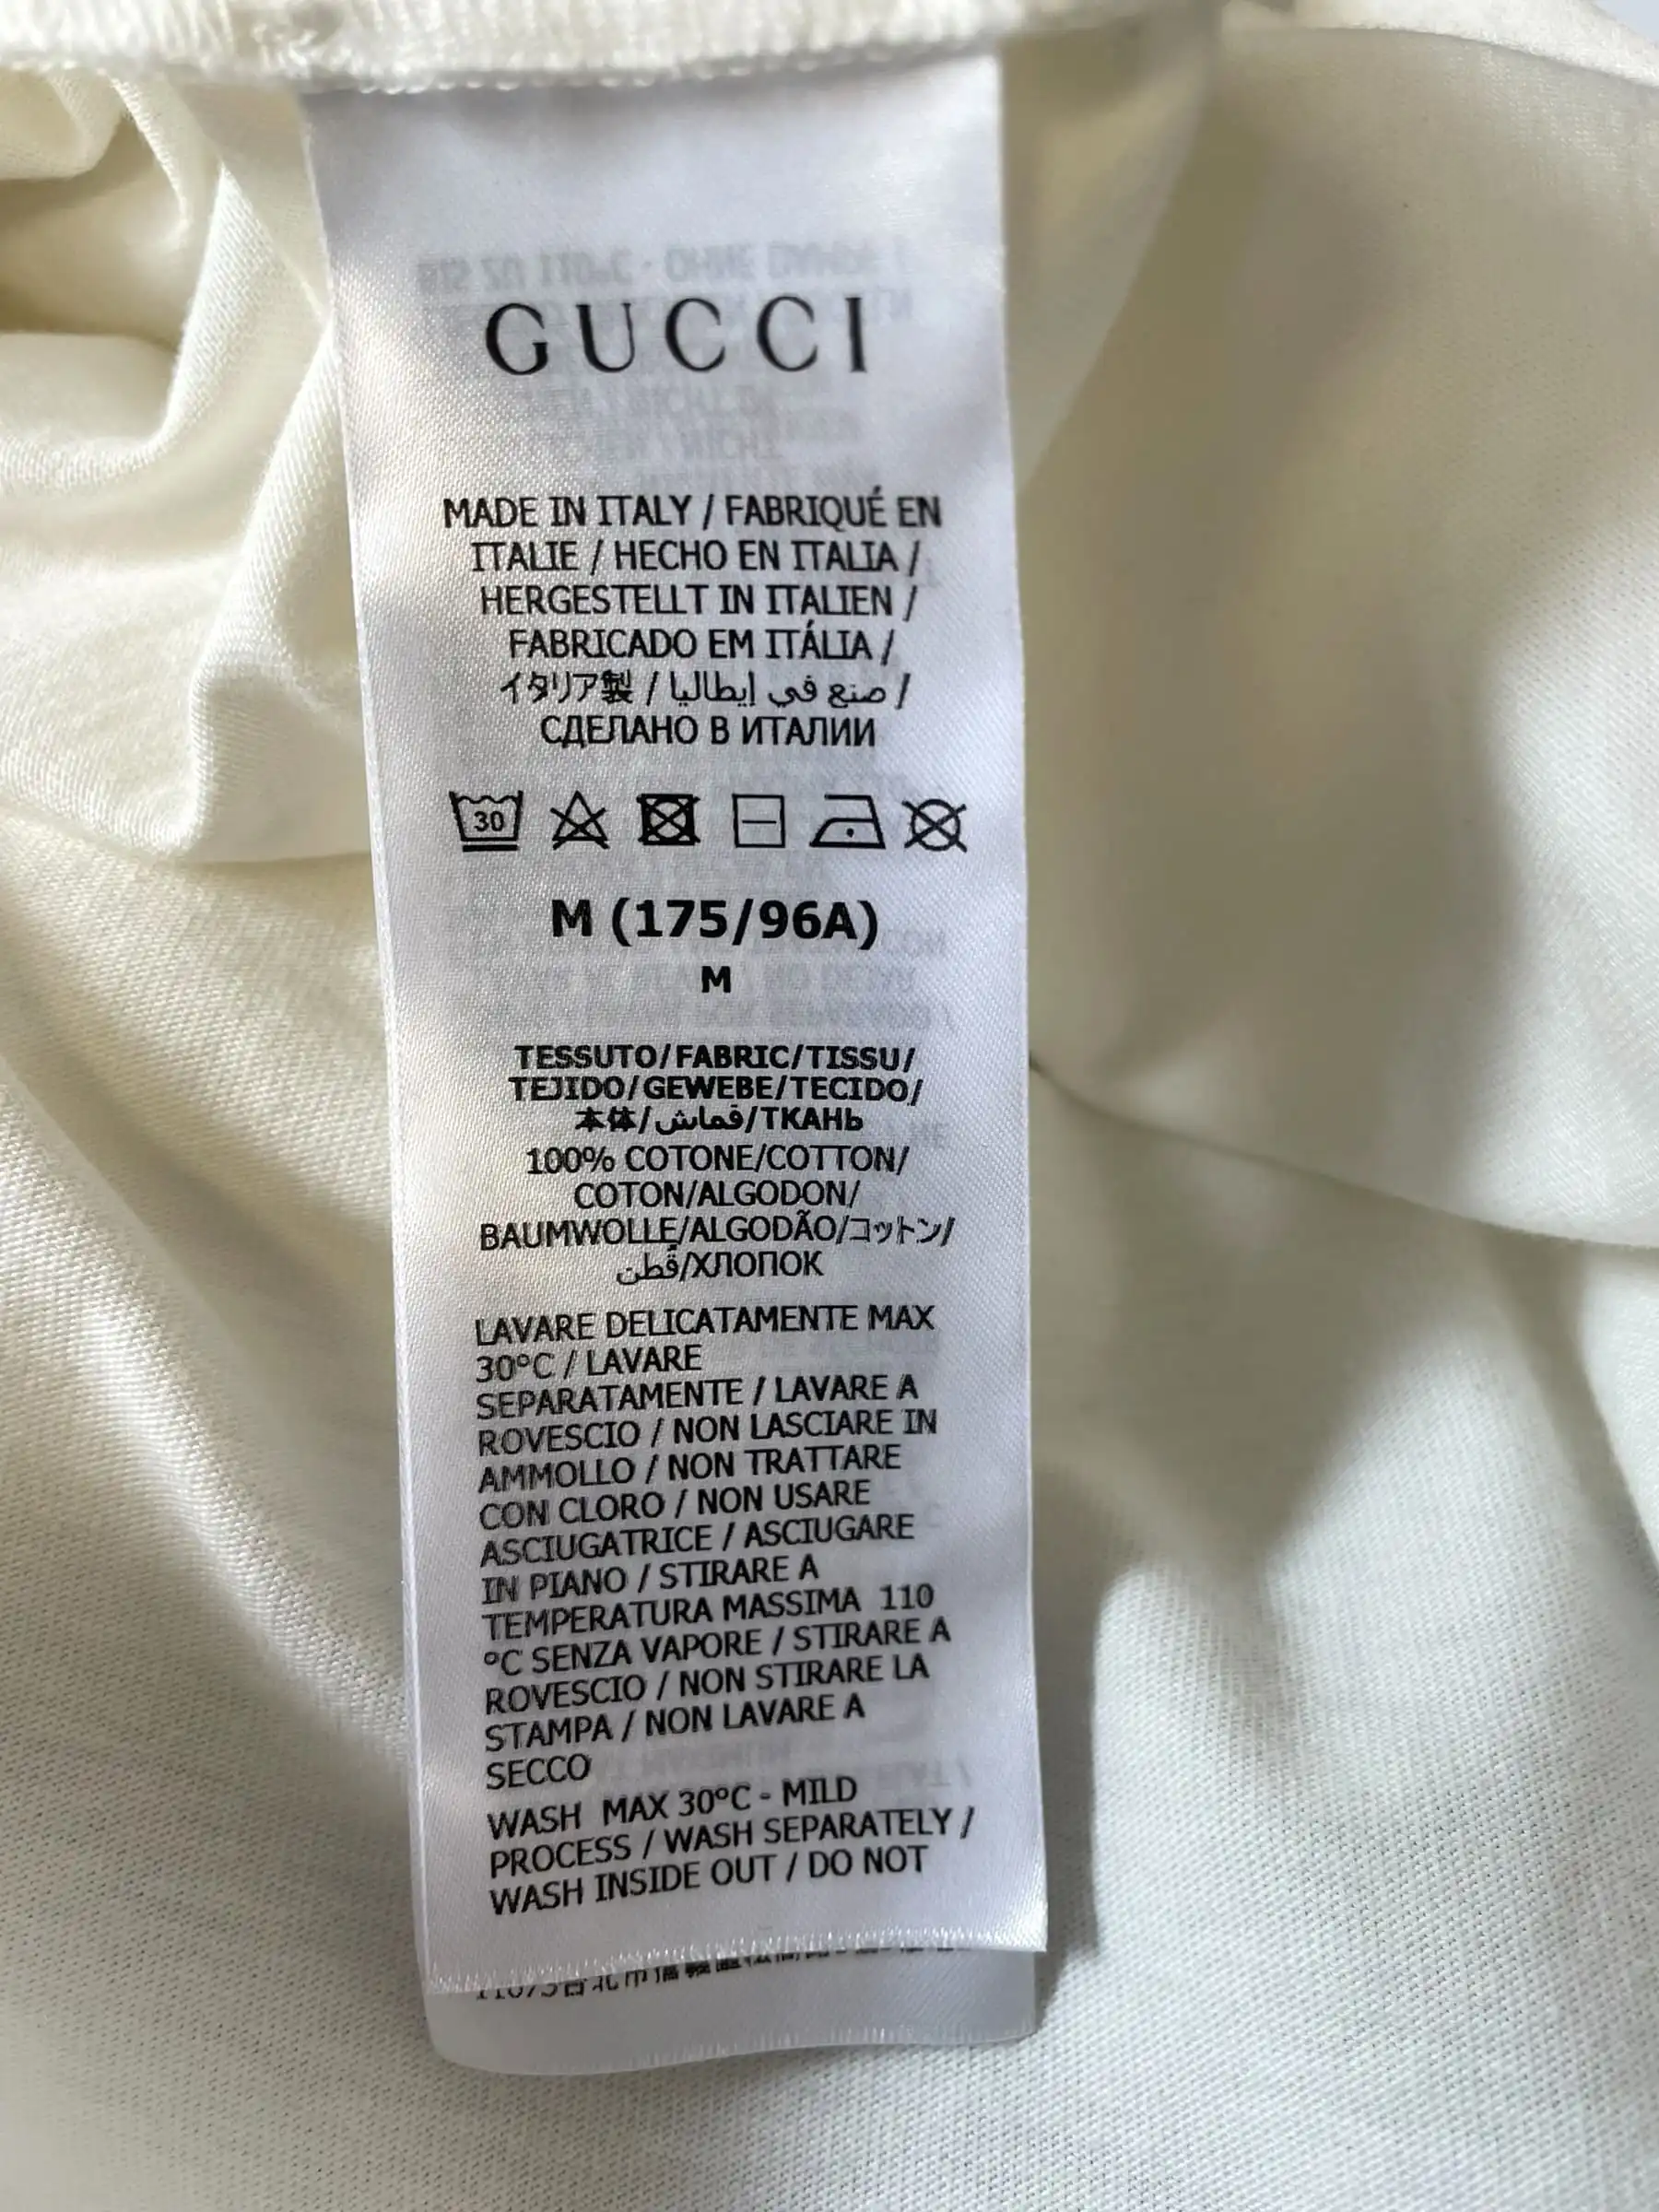 GUCCI
MADE IN ITALY / FABRIQUÉ EN
ITALIE / HECHO EN ITALIA /
HERGESTELLT IN ITALIEN /
FABRICADO EM ITÁLIA /
イタリア製 / صنع في إيطاليا /
СДЕЛАНО В ИТАЛИИ
30
M (175/96A)
M
TESSUTO/FABRIC/TISSU/
TEJIDO/GEWEBE/TECIDO/
本体/قماش/ТКАНЬ
100% COTONE/COTTON/
COTON/ALGODON/
BAUMWOLLE/ALGODÃO/コットン/
قطن/ХЛОПОК
LAVARE DELICATAMENTE MAX
30°C / LAVARE
SEPARATAMENTE / LAVARE A
ROVESCIO / NON LASCIARE IN
AMMOLLO / NON TRATTARE
CON CLORO / NON USARE
ASCIUGATRICE / ASCIUGARE
IN PIANO / STIRARE A
TEMPERATURA MASSIMA 110
°C SENZA VAPORE / STIRARE A
ROVESCIO / NON STIRARE LA
STAMPA / NON LAVARE A
SECCO
WASH MAX 30°C - MILD
PROCESS / WASH SEPARATELY /
WASH INSIDE OUT / DO NOT